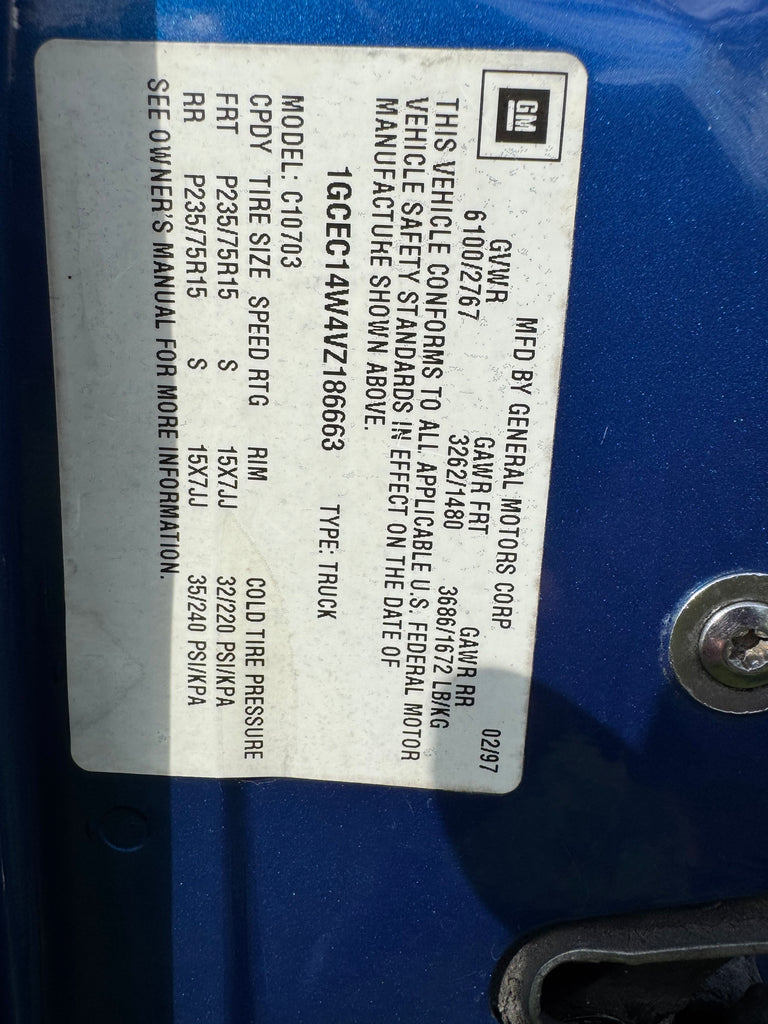 GM
MFD BY GENERAL MOTORS CORP
02/97
GVWR GAWR FRT GAWR RR
6100/2767 3262/1480 3686/1672 LB/KG
THIS VEHICLE CONFORMS TO ALL APPLICABLE U.S. FEDERAL MOTOR
VEHICLE SAFETY STANDARDS IN EFFECT ON THE DATE OF
MANUFACTURE SHOWN ABOVE.
1GCEC14W4VZ186663 TYPE: TRUCK
MODEL: C10703
CPDY TIRE SIZE SPEED RTG RIM COLD TIRE PRESSURE
FRT P235/75R15 S 15X7JJ 32/220 PSI/KPA
RR P235/75R15 S 15X7JJ 35/240 PSI/KPA
SEE OWNER'S MANUAL FOR MORE INFORMATION.